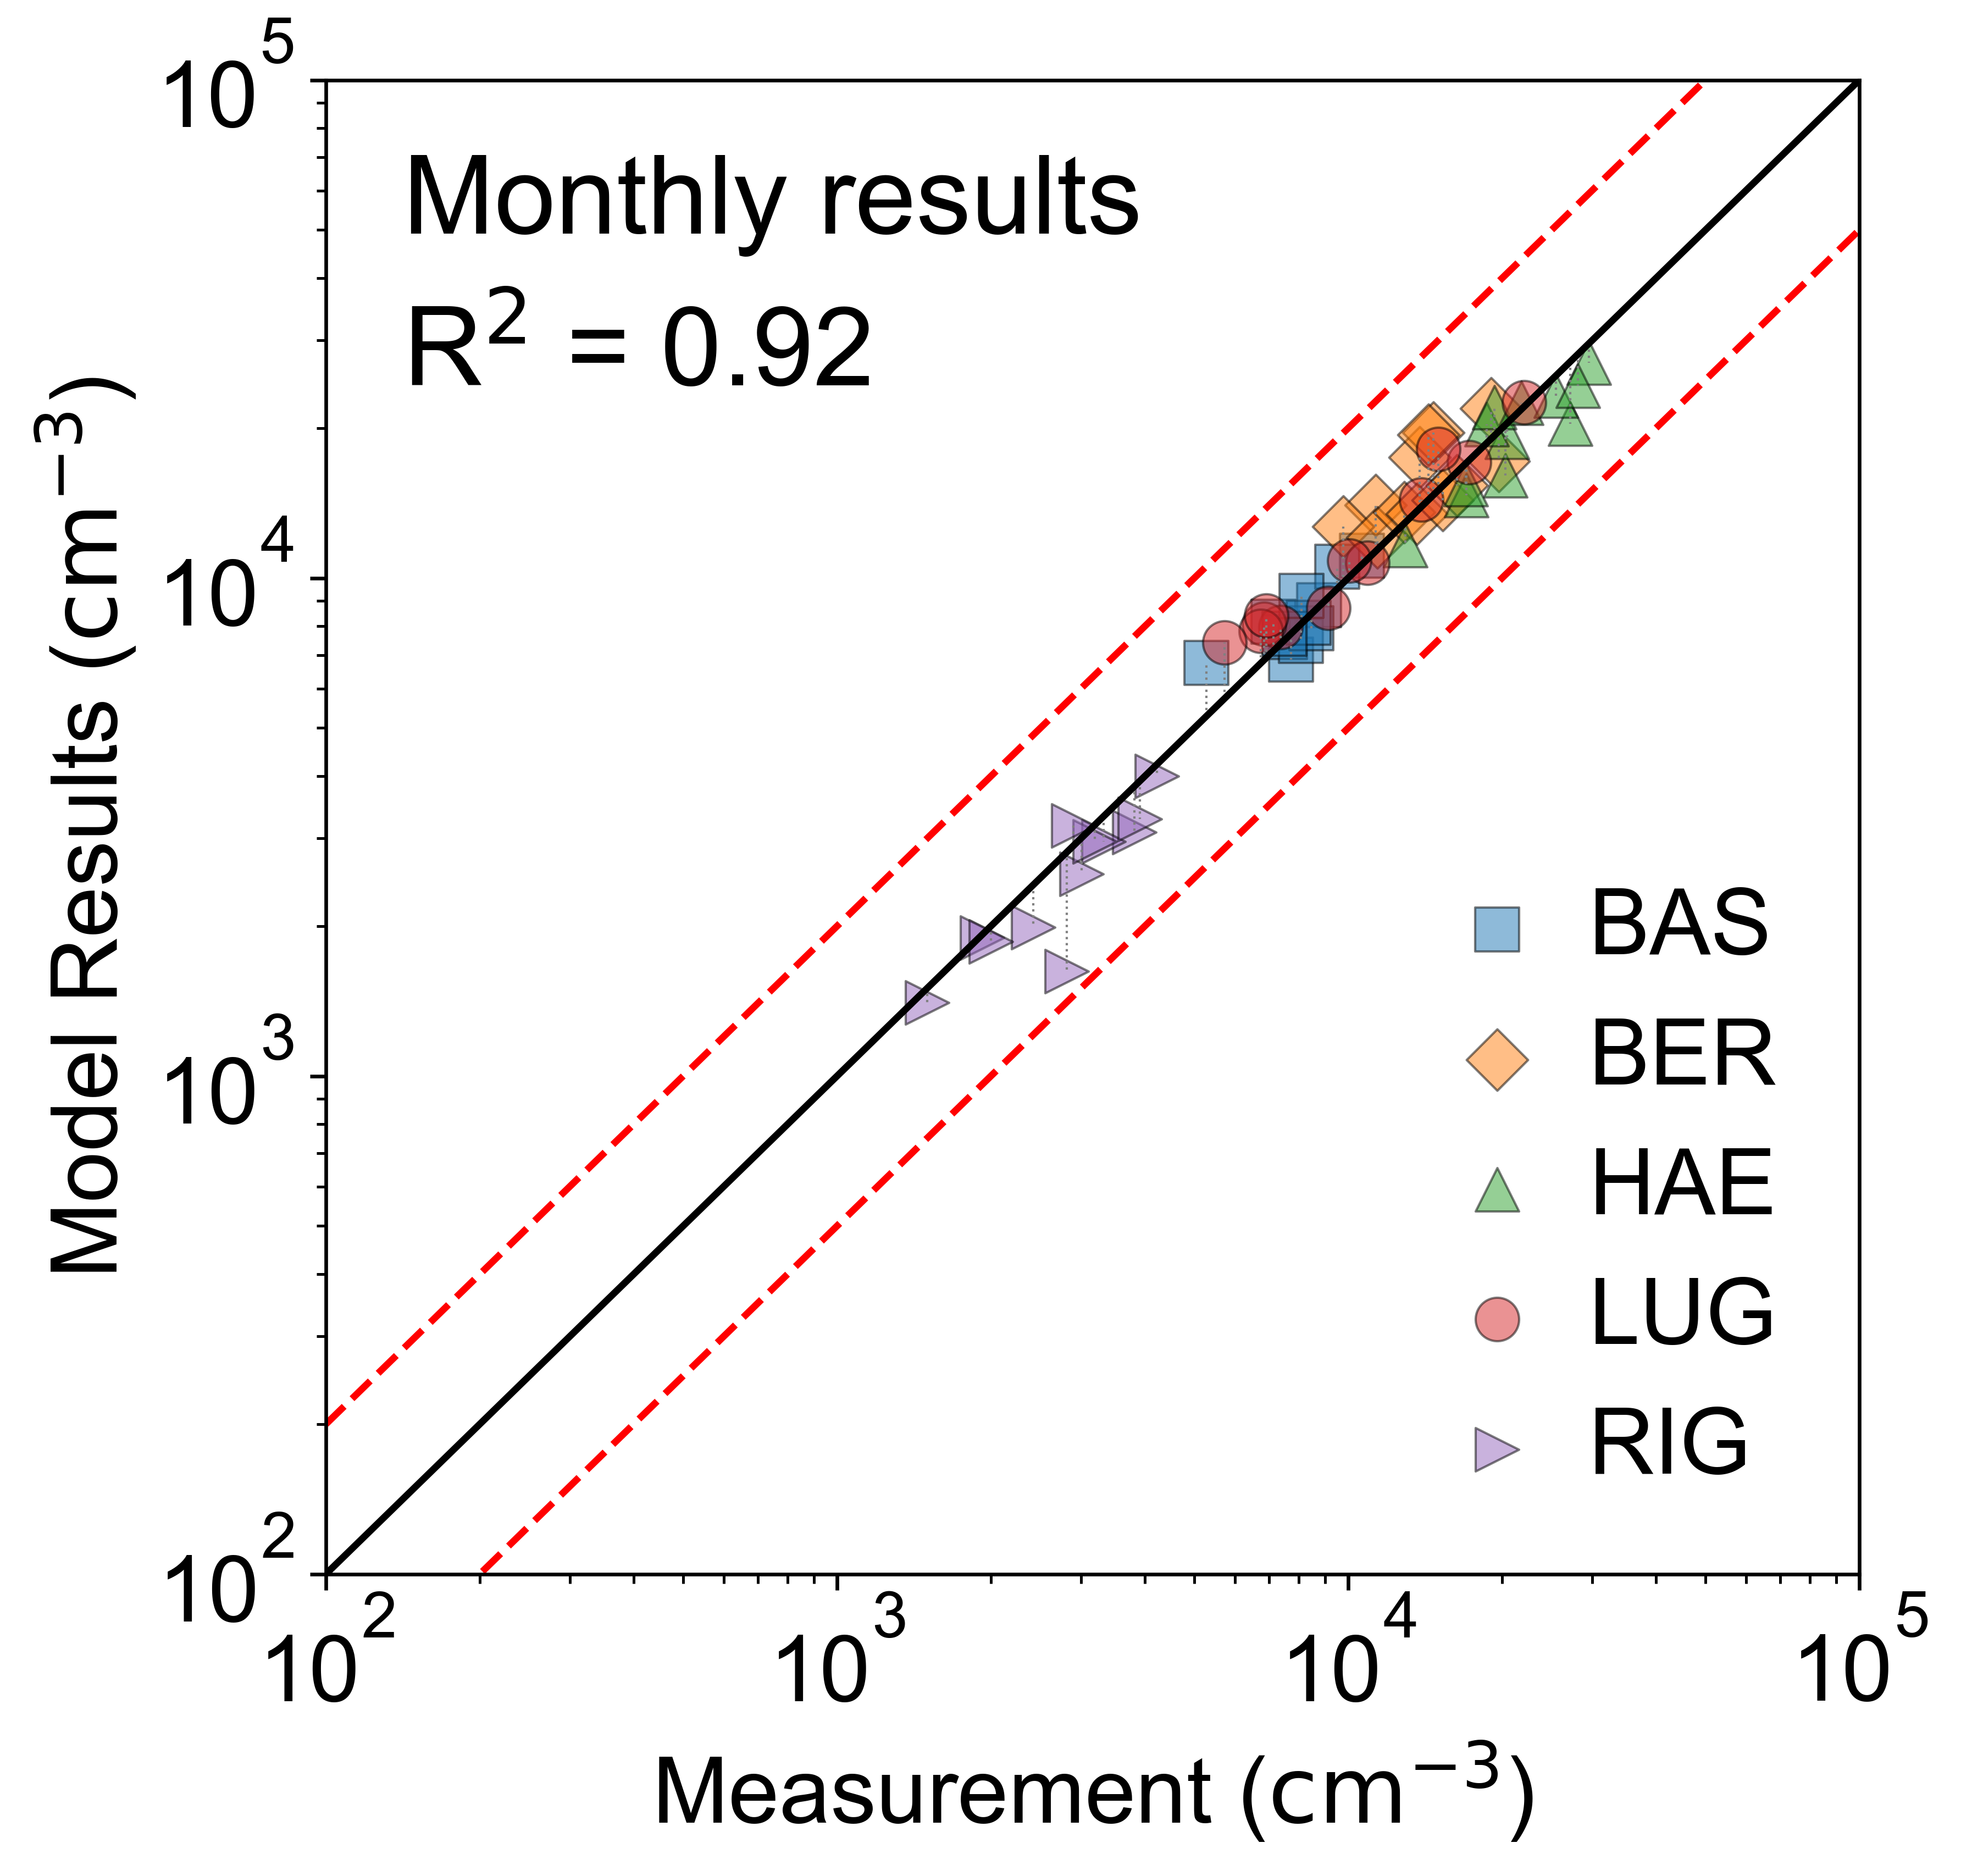 Monthly results
R² = 0.92
Model Results (cm⁻³)
10⁵
10⁴
10³
10²
BAS
BER
HAE
LUG
RIG
10² 10³ 10⁴ 10⁵
Measurement (cm⁻³)